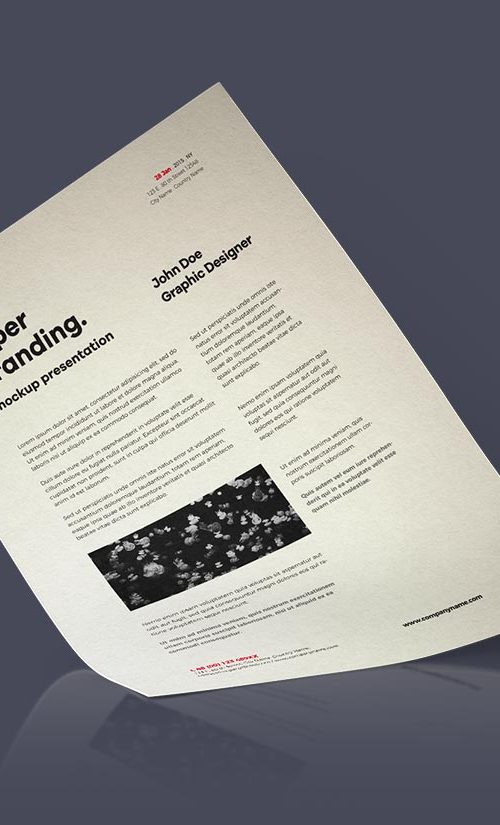 28 Jan 2015 NY
123 E. 40 th Street 12546
City Name. Country Name
John Doe
Graphic Designer
per
randing.
mockup presentation
Lorem ipsum dolor sit amet, consectetur adipisicing elit, sed do
eiusmod tempor incididunt ut labore et dolore magna aliqua.
Ut enim ad minim veniam, quis nostrud exercitation ullamco
laboris nisi ut aliquip ex ea commodo consequat.
Quis aute irure dolor in reprehenderit in voluptate velit esse
cillum dolore eu fugiat nulla pariatur. Excepteur sint occaecat
cupidatat non proident, sunt in culpa qui officia deserunt mollit
anim id est laborum.
Sed ut perspiciatis unde omnis iste natus error sit voluptatem
accusantium doloremque laudantium, totam rem aperiam,
eaque ipsa quae ab illo inventore veritatis et quasi architecto
beatae vitae dicta sunt explicabo.
Nemo enim ipsam voluptatem quia voluptas sit aspernatur aut
odit aut fugit, sed quia consequuntur magni dolores eos qui ra-
tione voluptatem sequi nesciunt.
Ut enim ad minima veniam, quis nostrum exercitationem
ullam corporis suscipit laboriosam, nisi ut aliquid ex ea
commodi consequatur.
Sed ut perspiciatis unde omnis iste
natus error sit voluptatem accusan-
tium doloremque laudantium,
totam rem aperiam, eaque ipsa
quae ab illo inventore veritatis et
quasi architecto beatae vitae dicta
sunt explicabo.
Nemo enim ipsam voluptatem quia
voluptas sit aspernatur aut odit aut
fugit, sed quia consequuntur magni
dolores eos qui ratione voluptatem
sequi nesciunt.
Ut enim ad minima veniam, quis
nostrum exercitationem ullam cor-
poris suscipit laboriosam.
Quis autem vel eum iure reprehen
derit qui in ea voluptate velit esse
quam nihil molestiae.
www.companyname.com